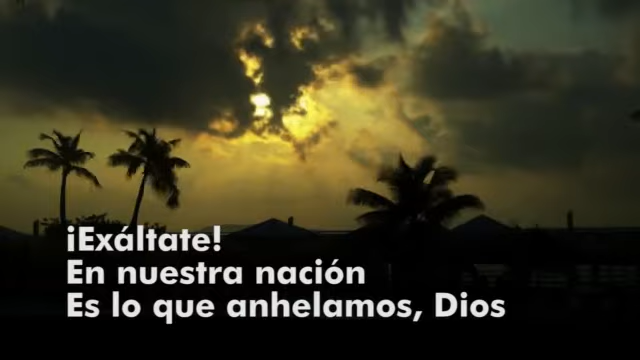 ¡Exáltate!
En nuestra nación
Es lo que anhelamos, Dios